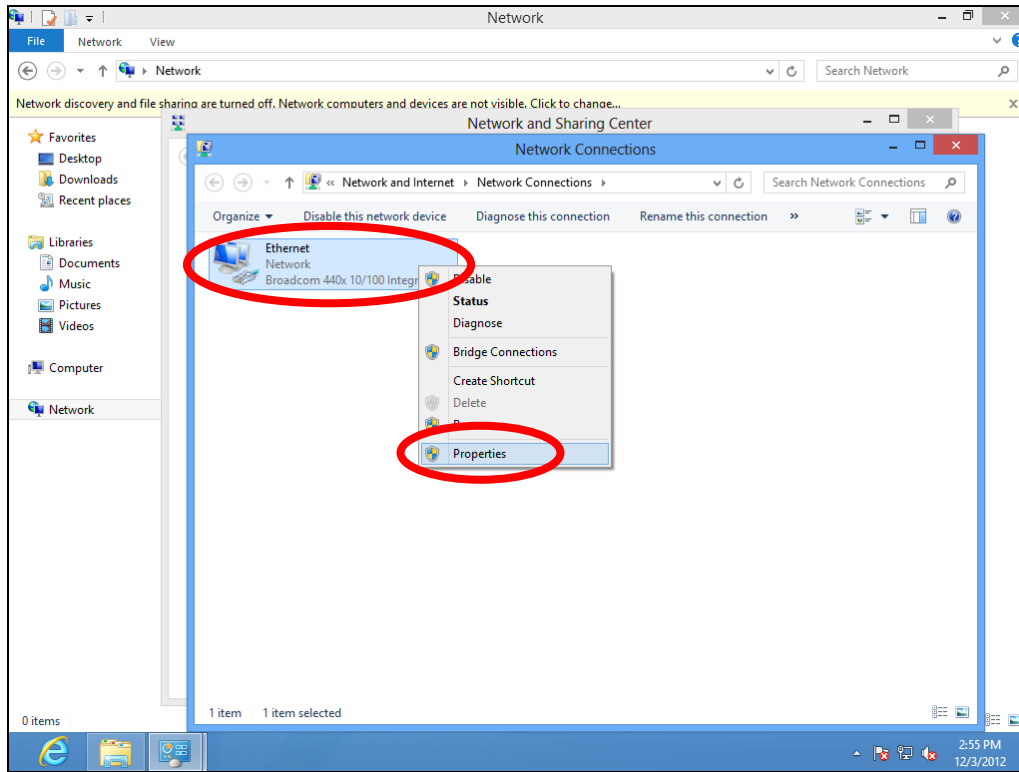 Network
File Network View
Network
Search Network
Network discovery and file sharing are turned off. Network computers and devices are not visible. Click to change...
Network and Sharing Center
Favorites
Desktop
Downloads
Recent places
Libraries
Documents
Music
Pictures
Videos
Computer
Network
Network Connections
« Network and Internet Network Connections
Search Network Connections
Organize Disable this network device Diagnose this connection Rename this connection »
Ethernet
Network
Broadcom 440x 10/100 Integr
Status
Diagnose
Bridge Connections
Create Shortcut
Delete
Properties
1 item 1 item selected
0 items
2:55 PM
12/3/2012